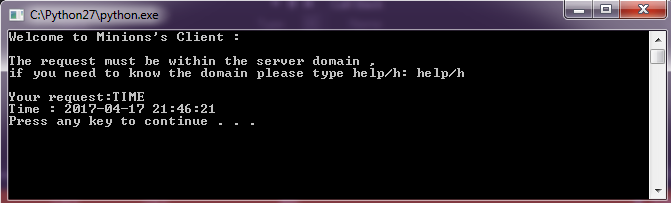 C:\Python27\python.exe
Welcome to Minions's Client :
The request must be within the server domain ,
if you need to know the domain please type help/h: help/h
Your request:TIME
Time : 2017-04-17 21:46:21
Press any key to continue . . .